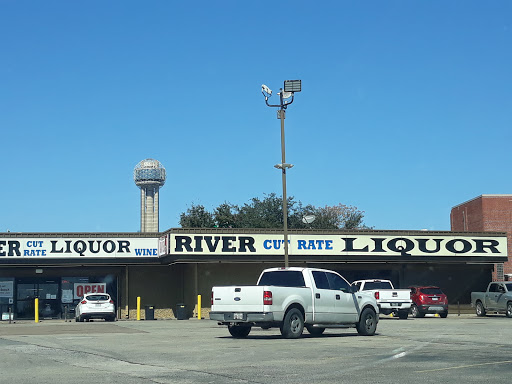 ER CUT RATE LIQUOR WINE
RIVER CUT RATE LIQUOR
OPEN